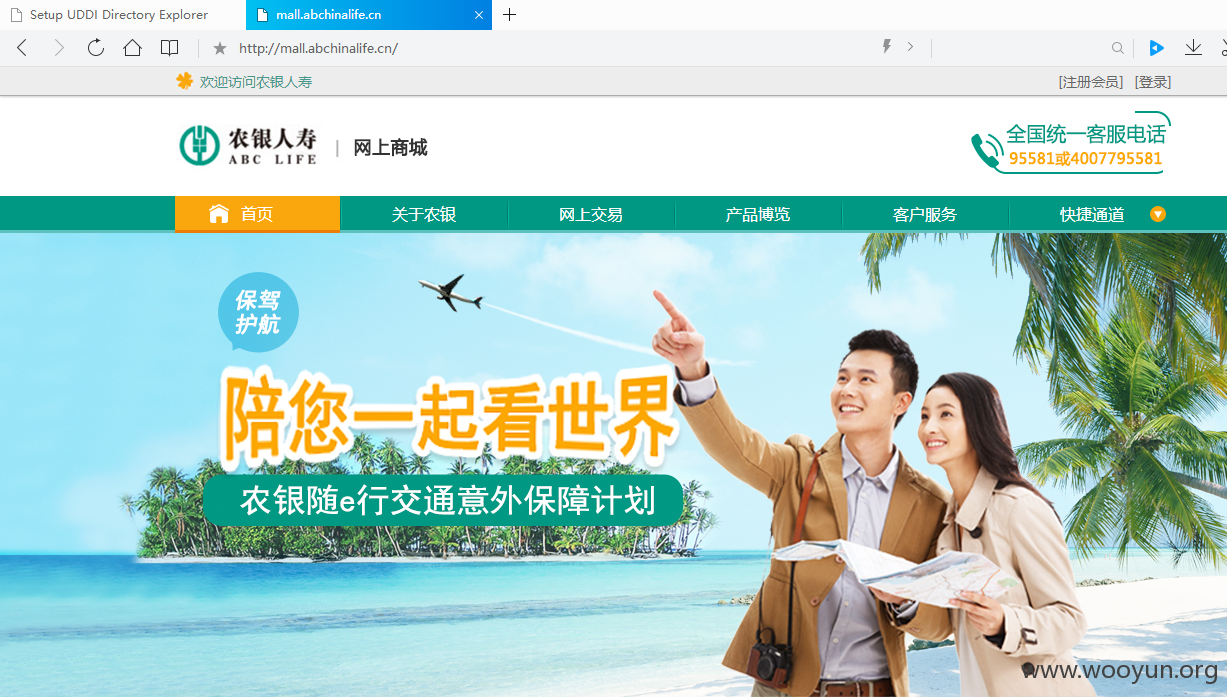 Setup UDDI Directory Explorer
mall.abchinalife.cn
http://mall.abchinalife.cn/
欢迎访问农银人寿
[注册会员] [登录]
农银人寿
ABC LIFE
网上商城
全国统一客服电话
95581或4007795581
首页 关于农银 网上交易 产品博览 客户服务 快捷通道
保驾
护航
陪您一起看世界
农银随e行交通意外保障计划
www.wooyun.org